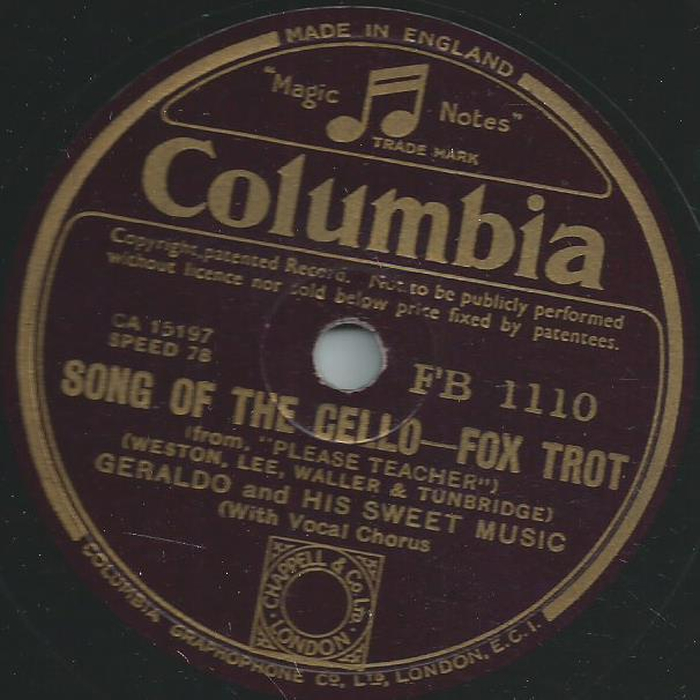 MADE IN ENGLAND
"Magic Notes"
TRADE MARK
Columbia
Copyright, patented Record. Not to be publicly performed
without licence nor sold below price fixed by patentees.
CA 15197
SPEED 78
FB 1110
SONG OF THE CELLO—FOX TROT
(from, "PLEASE TEACHER")
(WESTON, LEE, WALLER & TUNBRIDGE)
GERALDO and HIS SWEET MUSIC
(With Vocal Chorus
CHAPPELL & Co. Ltd.
LONDON
COLUMBIA GRAPHOPHONE Co, LTD, LONDON, E.C.1.